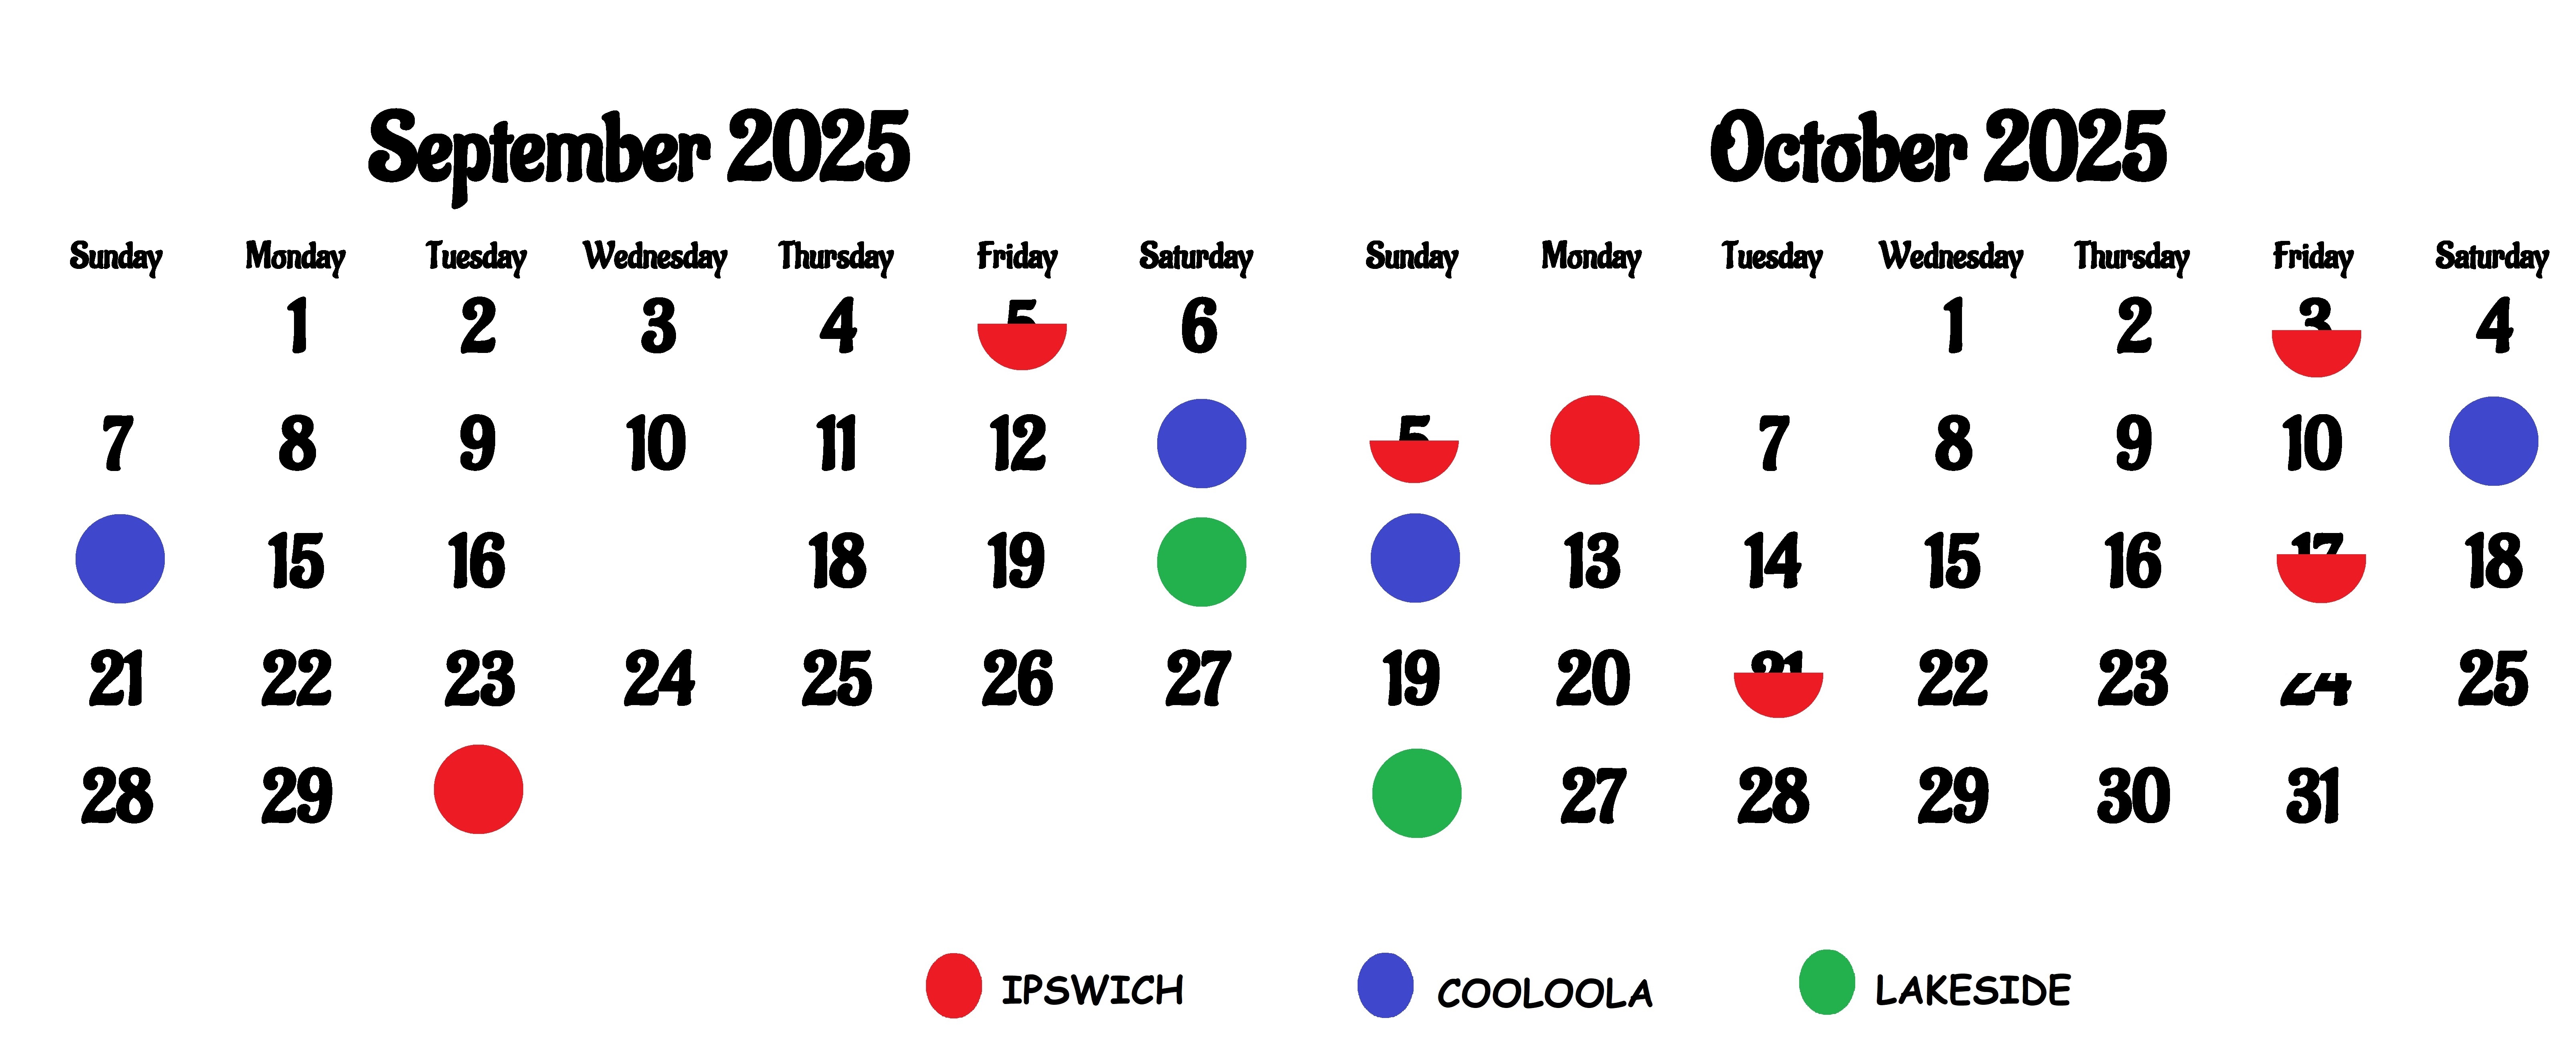 September 2025 October 2025
Sunday Monday Tuesday Wednesday Thursday Friday Saturday Sunday Monday Tuesday Wednesday Thursday Friday Saturday
1 2 3 4 5 6 1 2 3 4
7 8 9 10 11 12 5 7 8 9 10
15 16 18 19 13 14 15 16 17 18
21 22 23 24 25 26 27 19 20 21 22 23 24 25
28 29 27 28 29 30 31
IPSWICH COOLOOLA LAKESIDE